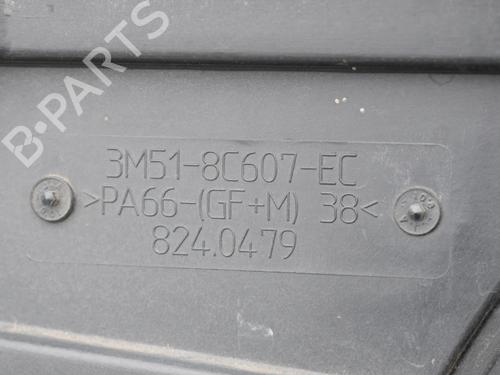 B-PARTS
3M51-8C607-EC
>PA66-(GF+M) 38<
824.0479